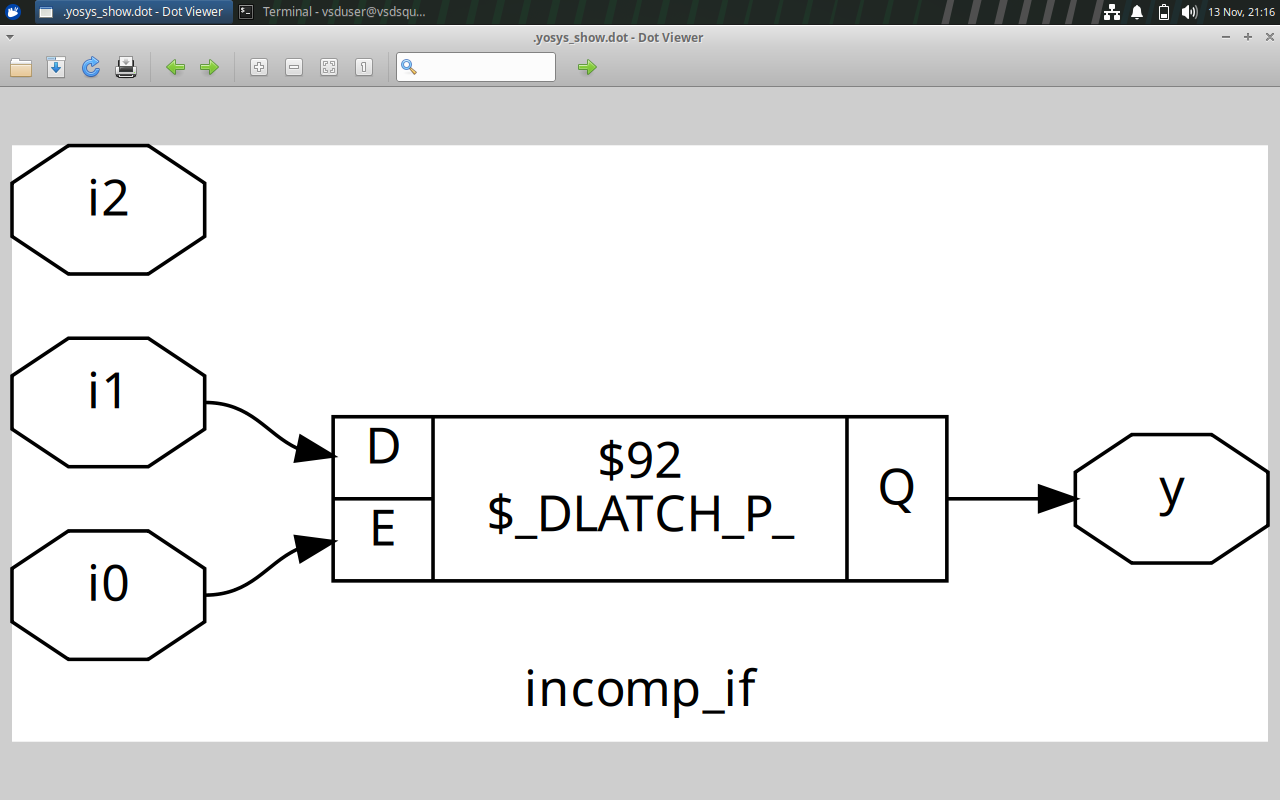 .yosys_show.dot - Dot Viewer
Terminal - vsduser@vsdsqu...
13 Nov, 21:16
.yosys_show.dot - Dot Viewer
1
i2
i1
i0
D
E
$92
$_DLATCH_P_
Q
y
incomp_if